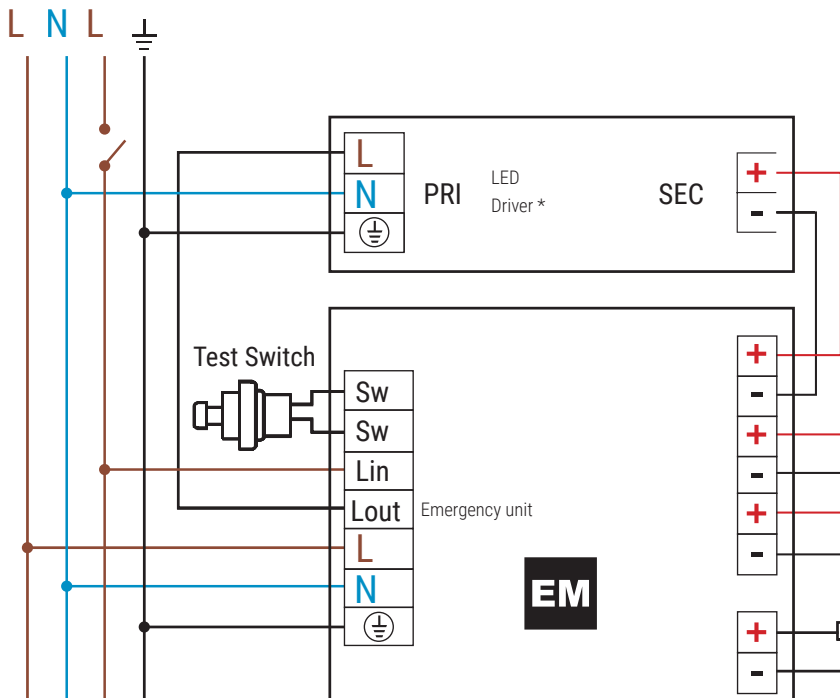 L N L
L
N
PRI
LED
Driver *
SEC
+
-
Test Switch
Sw
Sw
Lin
Lout
L
N
Emergency unit
EM
+
-
+
-
+
-
+
-